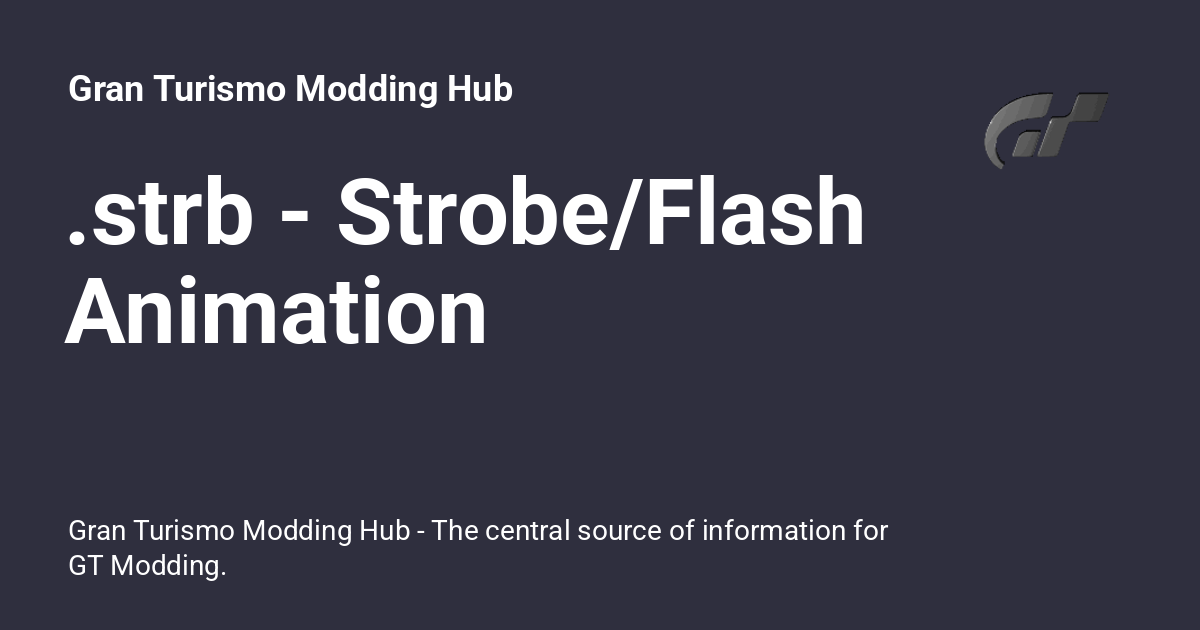 Gran Turismo Modding Hub
.strb - Strobe/Flash
Animation
Gran Turismo Modding Hub - The central source of information for
GT Modding.